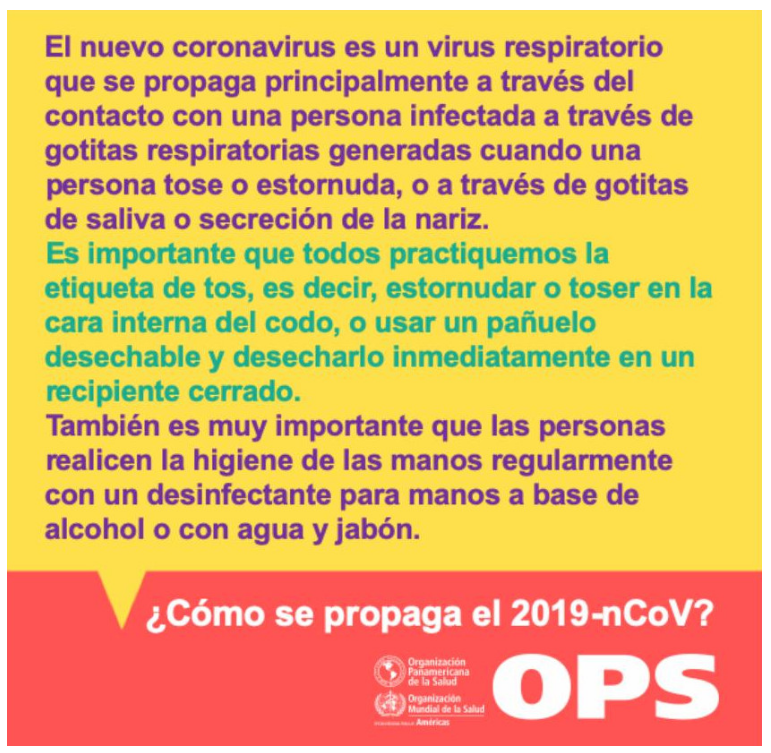 El nuevo coronavirus es un virus respiratorio
que se propaga principalmente a través del
contacto con una persona infectada a través de
gotitas respiratorias generadas cuando una
persona tose o estornuda, o a través de gotitas
de saliva o secreción de la nariz.
Es importante que todos practiquemos la
etiqueta de tos, es decir, estornudar o toser en la
cara interna del codo, o usar un pañuelo
desechable y desecharlo inmediatamente en un
recipiente cerrado.
También es muy importante que las personas
realicen la higiene de las manos regularmente
con un desinfectante para manos a base de
alcohol o con agua y jabón.
¿Cómo se propaga el 2019-nCoV?
Organización
Panamericana
de la Salud
Organización
Mundial de la Salud
Américas
OPS